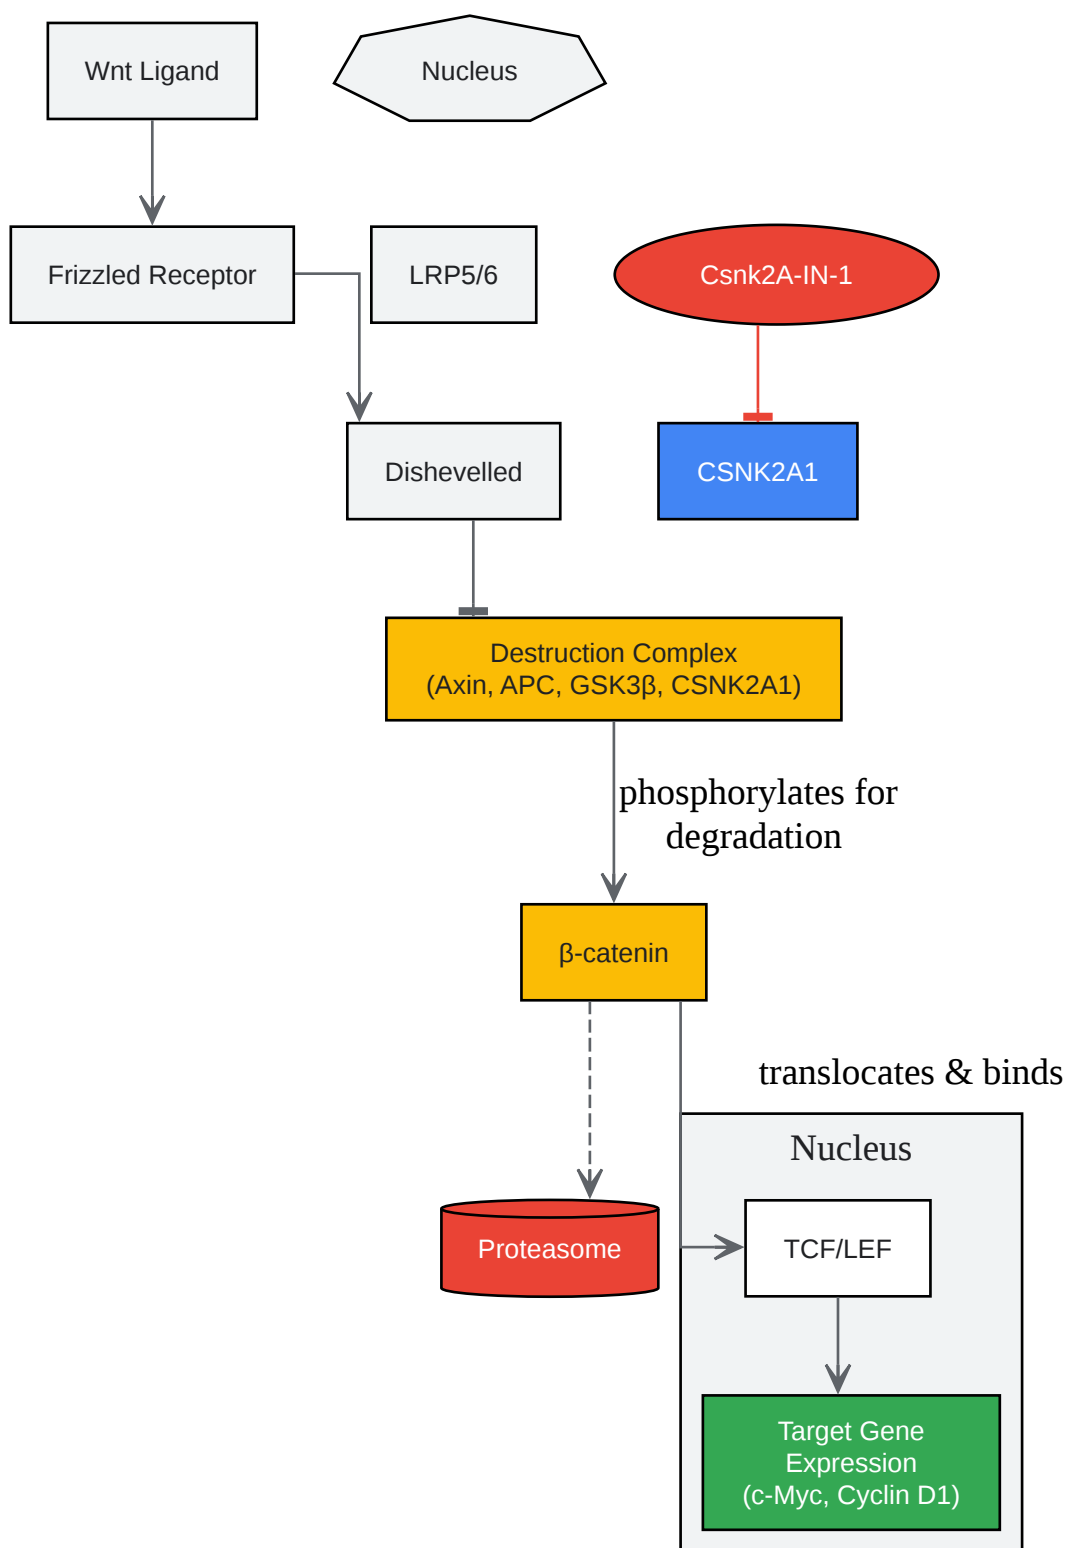 Wnt Ligand
Nucleus
Frizzled Receptor
LRP5/6
Csnk2A-IN-1
Dishevelled
CSNK2A1
Destruction Complex
(Axin, APC, GSK3β, CSNK2A1)
phosphorylates for
degradation
β-catenin
translocates & binds
Nucleus
Proteasome
TCF/LEF
Target Gene
Expression
(c-Myc, Cyclin D1)